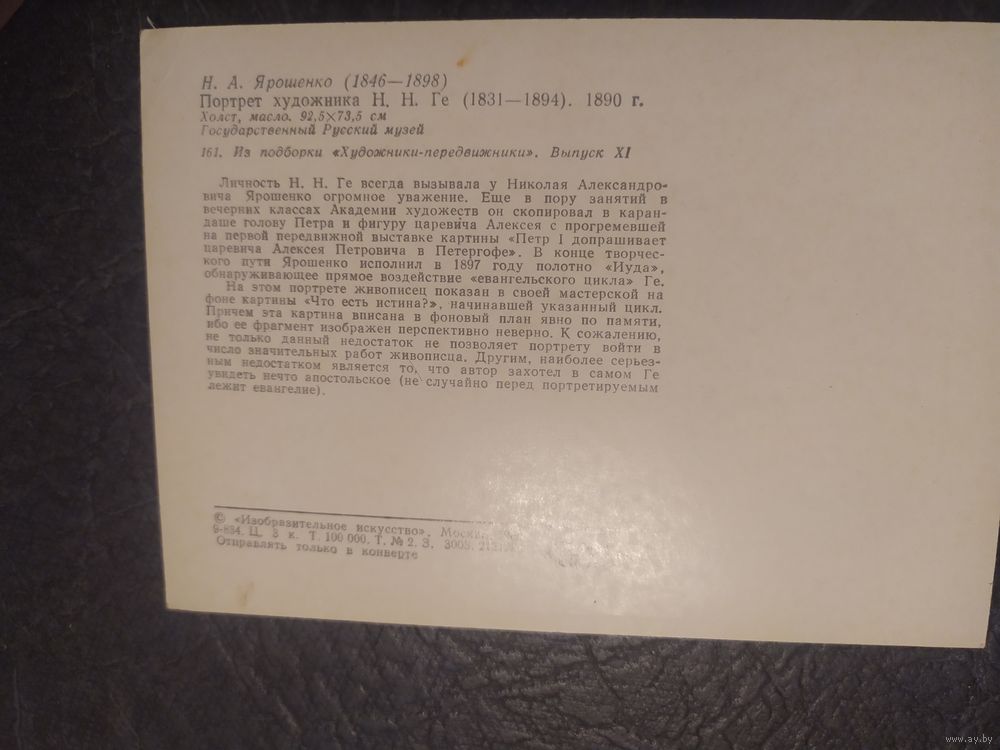 Н. А. Ярошенко (1846—1898)
Портрет художника Н. Н. Ге (1831—1894). 1890 г.
Холст, масло. 92,5×73,5 см
Государственный Русский музей
161. Из подборки «Художники-передвижники». Выпуск XI
Личность Н. Н. Ге всегда вызывала у Николая Александро-
вича Ярошенко огромное уважение. Еще в пору занятий в
вечерних классах Академии художеств он скопировал в каран-
даше голову Петра и фигуру царевича Алексея с прогремевшей
на первой передвижной выставке картины «Петр I допрашивает
царевича Алексея Петровича в Петергофе». В конце творчес-
кого пути Ярошенко исполнил в 1897 году полотно «Иуда»,
обнаруживающее прямое воздействие «евангельского цикла» Ге.
На этом портрете живописец показан в своей мастерской на
фоне картины «Что есть истина?», начинавшей указанный цикл.
Причем эта картина вписана в фоновый план явно по памяти,
ибо ее фрагмент изображен перспективно неверно. К сожалению,
не только данный недостаток не позволяет портрету войти в
число значительных работ живописца. Другим, наиболее серьез-
ным недостатком является то, что автор захотел в самом Ге
увидеть нечто апостольское (не случайно перед портретируемым
лежит евангелие).
© «Изобразительное искусство». Москва.
9-834. Ц. 3 к. Т. 100 000. Т. № 2. З. 3005.
Отправлять только в конверте
www.ay.by